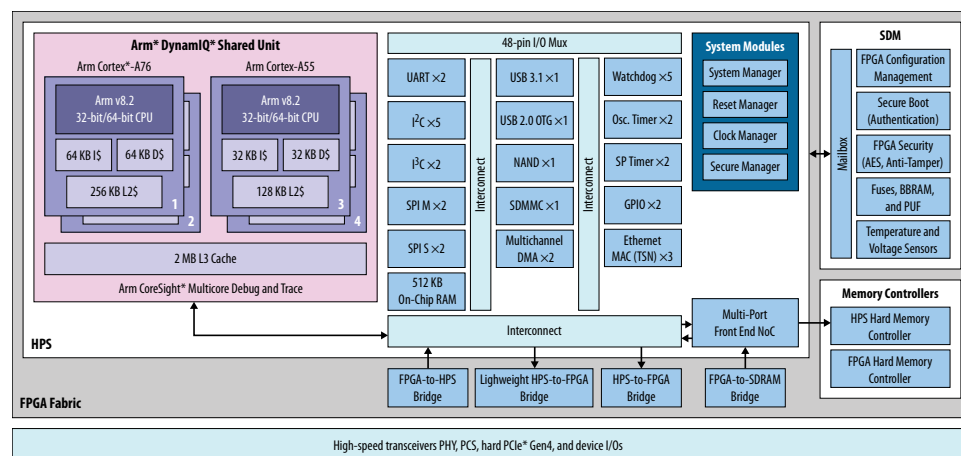 Arm* DynamIQ* Shared Unit
Arm Cortex*-A76
Arm v8.2
32-bit/64-bit CPU
64 KB I$
64 KB D$
256 KB L2$
1
2
Arm Cortex-A55
Arm v8.2
32-bit/64-bit CPU
32 KB I$
32 KB D$
128 KB L2$
3
4
2 MB L3 Cache
Arm CoreSight* Multicore Debug and Trace
HPS
48-pin I/O Mux
UART ×2
I²C ×5
I³C ×2
SPI M ×2
SPI S ×2
512 KB
On-Chip RAM
Interconnect
USB 3.1 ×1
USB 2.0 OTG ×1
NAND ×1
SDMMC ×1
Multichannel
DMA ×2
Interconnect
Watchdog ×5
Osc. Timer ×2
SP Timer ×2
GPIO ×2
Ethernet
MAC (TSN) ×3
Interconnect
System Modules
System Manager
Reset Manager
Clock Manager
Secure Manager
Multi-Port
Front End NoC
SDM
Mailbox
FPGA Configuration
Management
Secure Boot
(Authentication)
FPGA Security
(AES, Anti-Tamper)
Fuses, BBRAM,
and PUF
Temperature and
Voltage Sensors
Memory Controllers
HPS Hard Memory
Controller
FPGA Hard Memory
Controller
FPGA-to-HPS
Bridge
Lighweight HPS-to-FPGA
Bridge
HPS-to-FPGA
Bridge
FPGA-to-SDRAM
Bridge
FPGA Fabric
High-speed transceivers PHY, PCS, hard PCIe* Gen4, and device I/Os